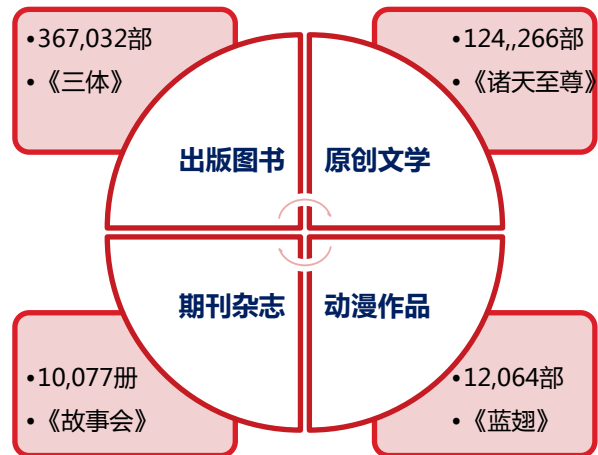 •367,032部
•《三体》
•124,,266部
•《诸天至尊》
出版图书
原创文学
期刊杂志
动漫作品
•10,077册
•《故事会》
•12,064部
•《蓝翅》